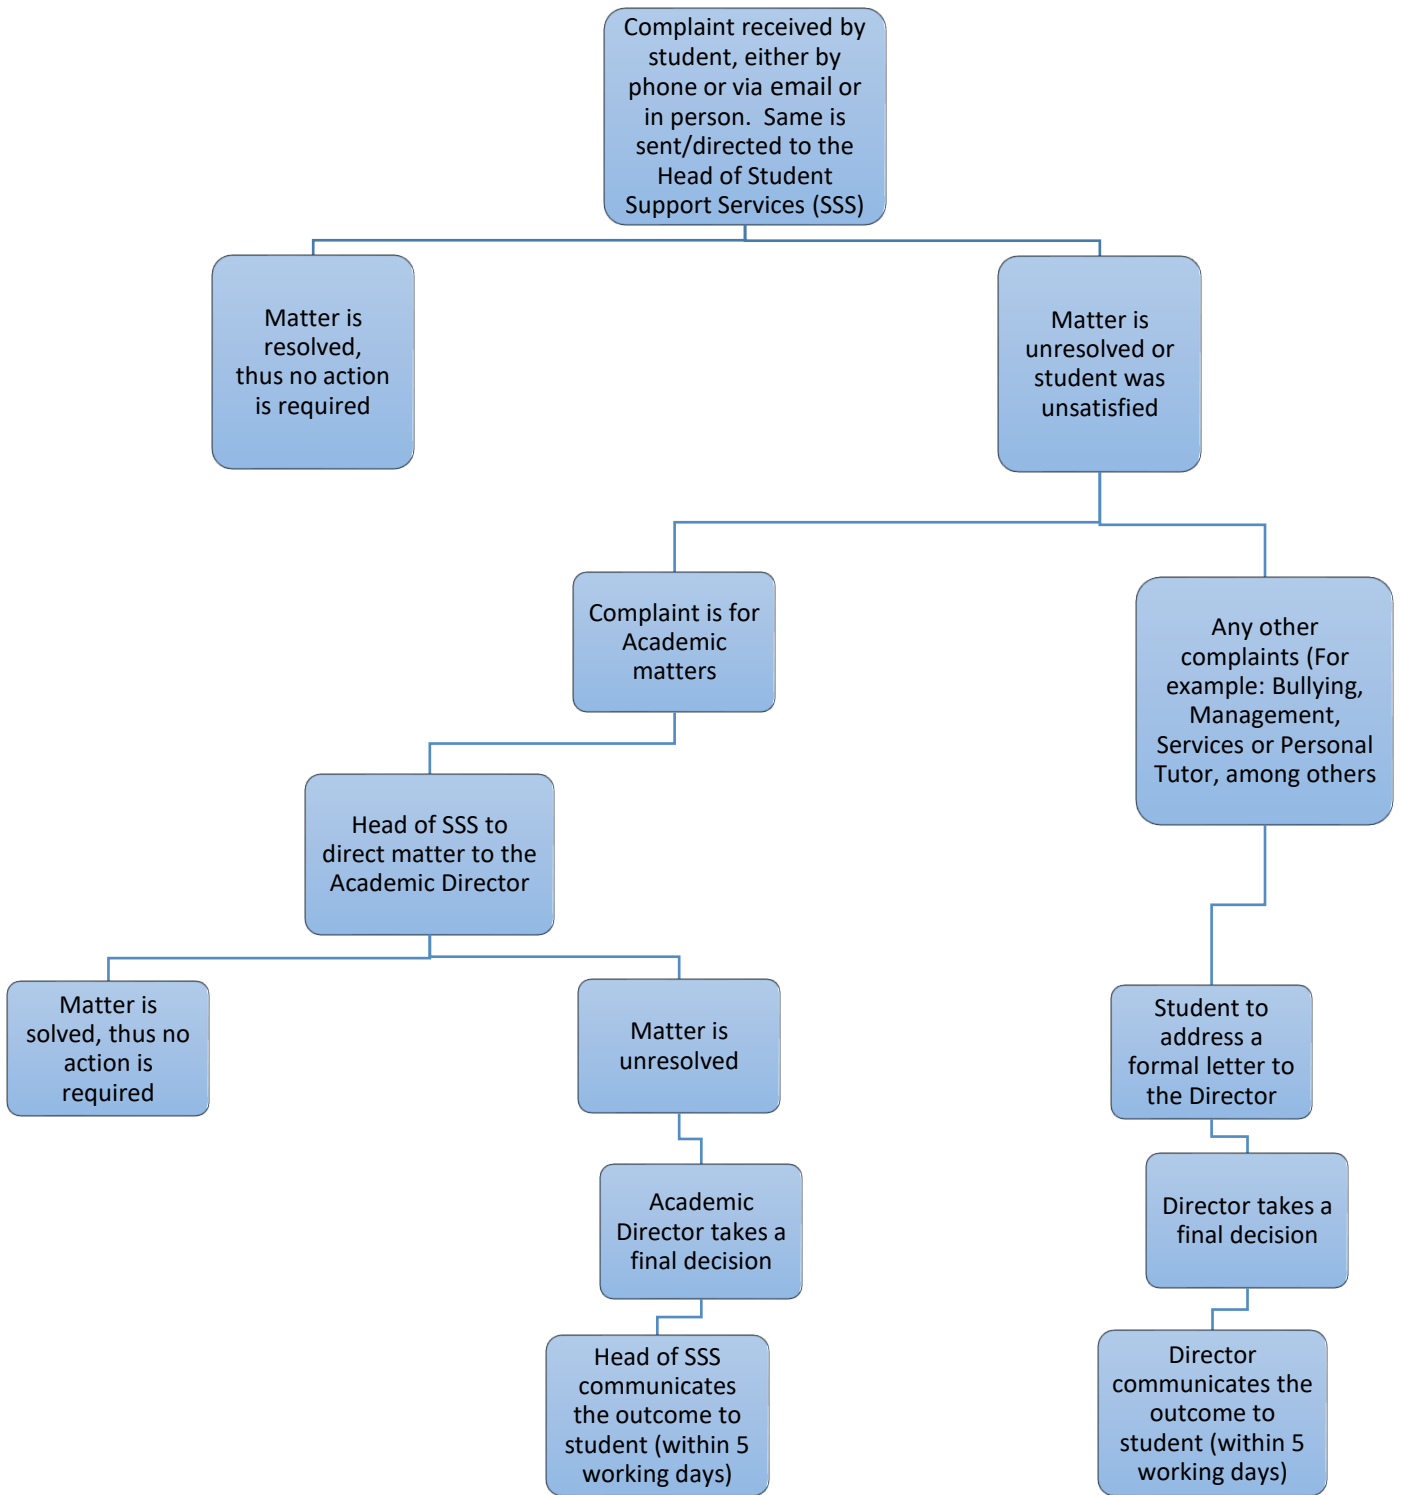 Complaint received by
student, either by
phone or via email or
in person.  Same is
sent/directed to the
Head of Student
Support Services (SSS)
Matter is
resolved,
thus no action
is required
Matter is
unresolved or
student was
unsatisfied
Complaint is for
Academic
matters
Any other
complaints (For
example: Bullying,
Management,
Services or Personal
Tutor, among others
Head of SSS to
direct matter to the
Academic Director
Matter is
solved, thus no
action is
required
Matter is
unresolved
Student to
address a
formal letter to
the Director
Academic
Director takes a
final decision
Director takes a
final decision
Head of SSS
communicates
the outcome to
student (within 5
working days)
Director
communicates the
outcome to
student (within 5
working days)